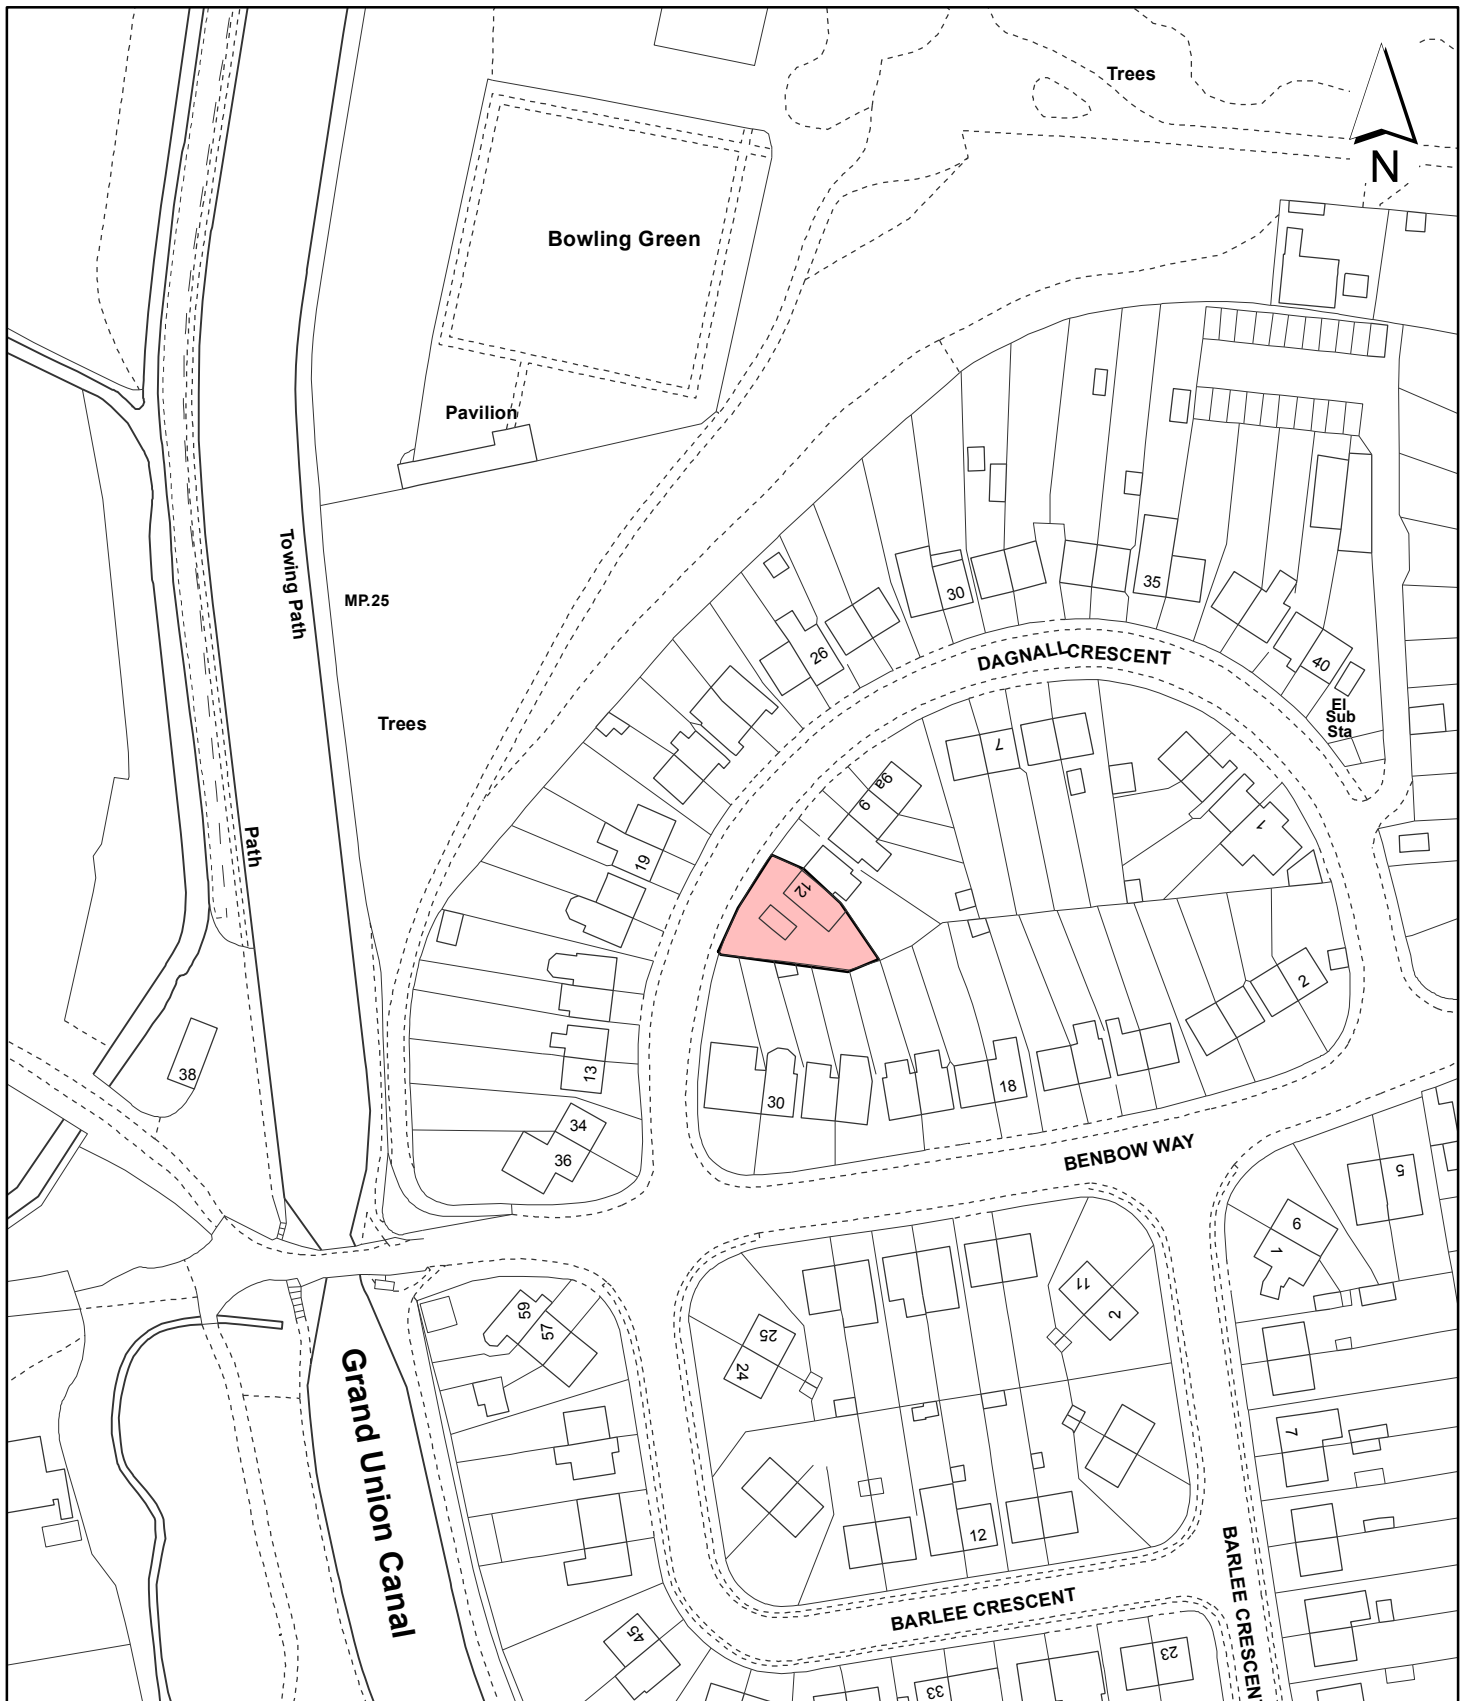 Trees
N
Bowling Green
Pavilion
Towing Path
MP.25
30
35
26
DAGNALL CRESCENT
40
El
Sub
Sta
Trees
7
9a
9
1
Path
19
12
2
38
13
30
18
34
36
BENBOW WAY
5
6
1
11
2
59
57
25
24
Grand Union Canal
7
12
BARLEE CRESCENT
BARLEE CRESCENT
45
23
33